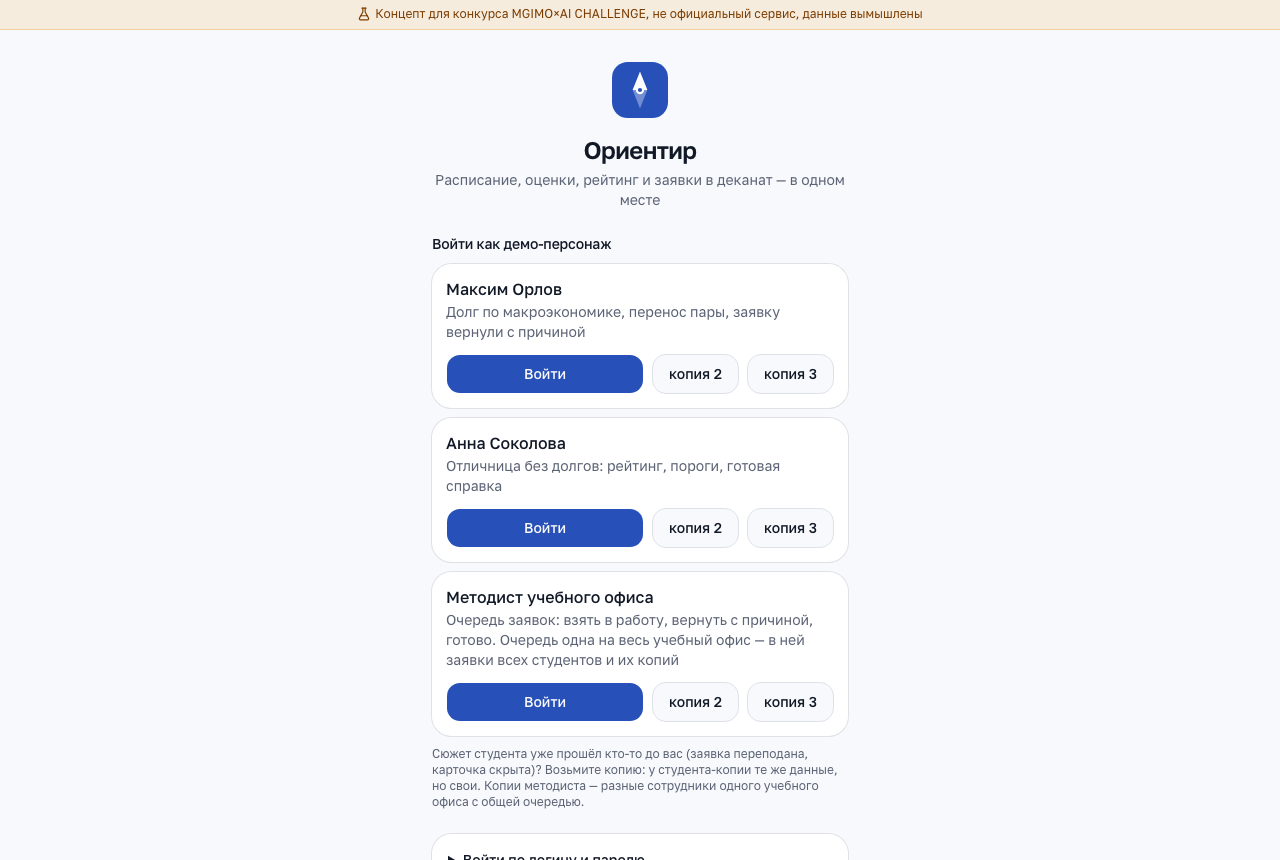 Концепт для конкурса MGIMO×AI CHALLENGE, не официальный сервис, данные вымышлены
Ориентир
Расписание, оценки, рейтинг и заявки в деканат — в одном
месте
Войти как демо-персонаж
Максим Орлов
Долг по макроэкономике, перенос пары, заявку
вернули с причиной
Войти
копия 2
копия 3
Анна Соколова
Отличница без долгов: рейтинг, пороги, готовая
справка
Войти
копия 2
копия 3
Методист учебного офиса
Очередь заявок: взять в работу, вернуть с причиной,
готово. Очередь одна на весь учебный офис — в ней
заявки всех студентов и их копий
Войти
копия 2
копия 3
Сюжет студента уже прошёл кто-то до вас (заявка переподана,
карточка скрыта)? Возьмите копию: у студента-копии те же данные,
но свои. Копии методиста — разные сотрудники одного учебного
офиса с общей очередью.
Войти по логину и паролю